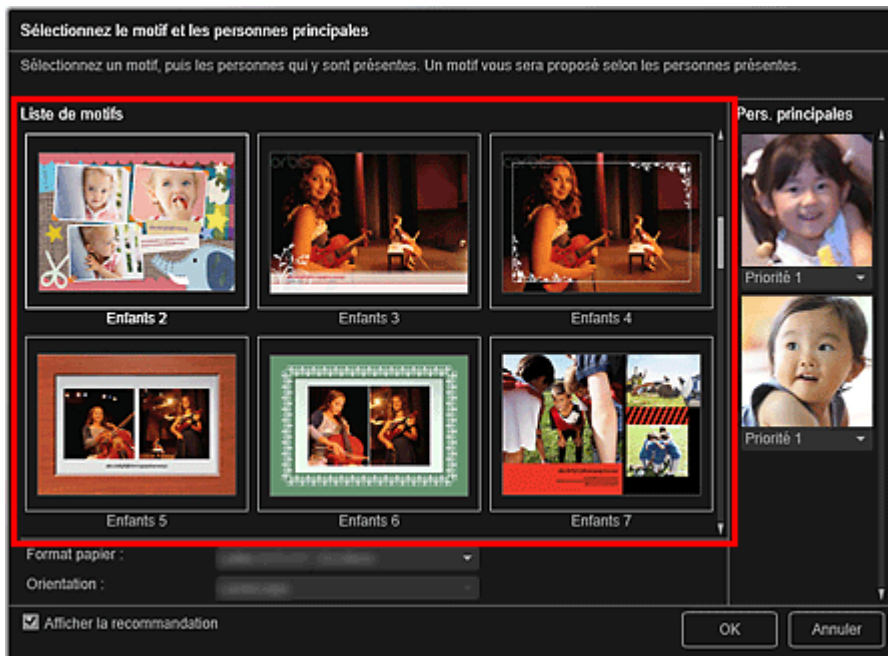 Sélectionnez le motif et les personnes principales
Sélectionnez un motif, puis les personnes qui y sont présentes. Un motif vous sera proposé selon les personnes présentes.
Liste de motifs
Pers. principales
Enfants 2
Enfants 3
Enfants 4
Priorité 1
Enfants 5
Enfants 6
Enfants 7
Priorité 1
Format papier :
Orientation :
Afficher la recommandation
OK
Annuler